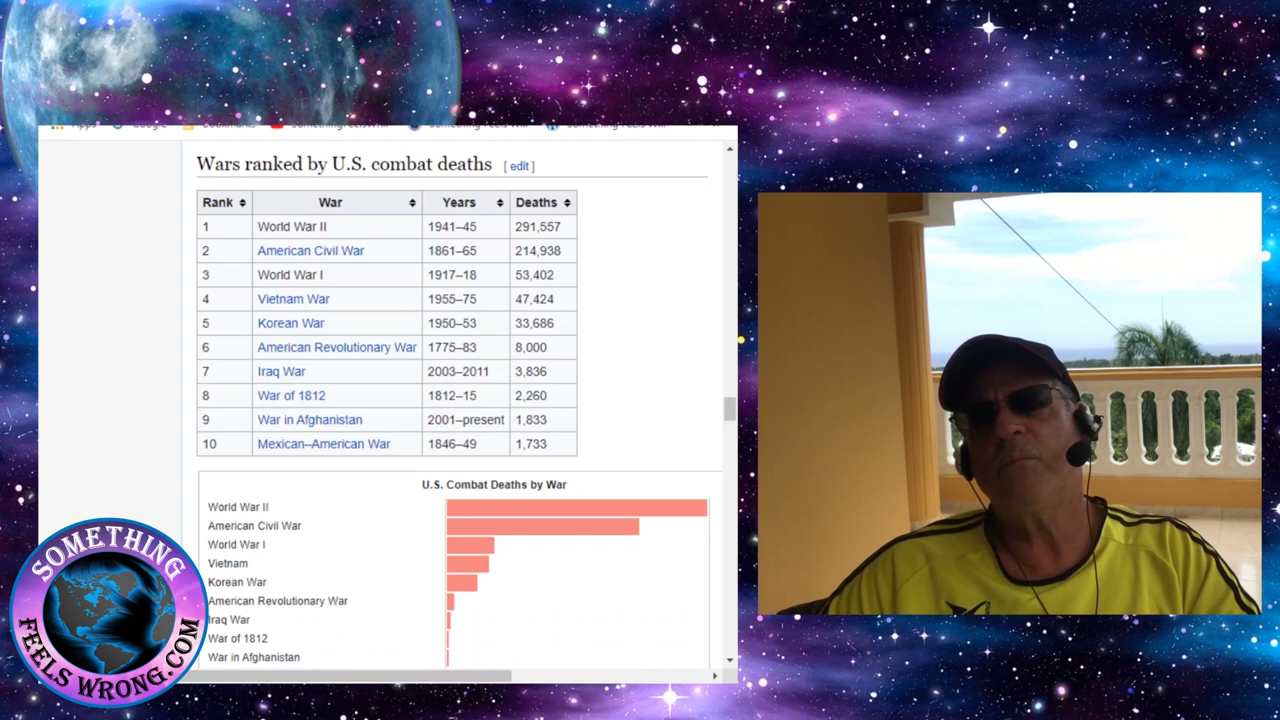 Apps Google Bookmarks
Wars ranked by U.S. combat deaths [ edit ]
Rank War Years Deaths
1 World War II 1941–45 291,557
2 American Civil War 1861–65 214,938
3 World War I 1917–18 53,402
4 Vietnam War 1955–75 47,424
5 Korean War 1950–53 33,686
6 American Revolutionary War 1775–83 8,000
7 Iraq War 2003–2011 3,836
8 War of 1812 1812–15 2,260
9 War in Afghanistan 2001–present 1,833
10 Mexican–American War 1846–49 1,733
U.S. Combat Deaths by War
World War II
American Civil War
World War I
Vietnam
Korean War
American Revolutionary War
Iraq War
War of 1812
War in Afghanistan
SOMETHING
FEELS WRONG.COM